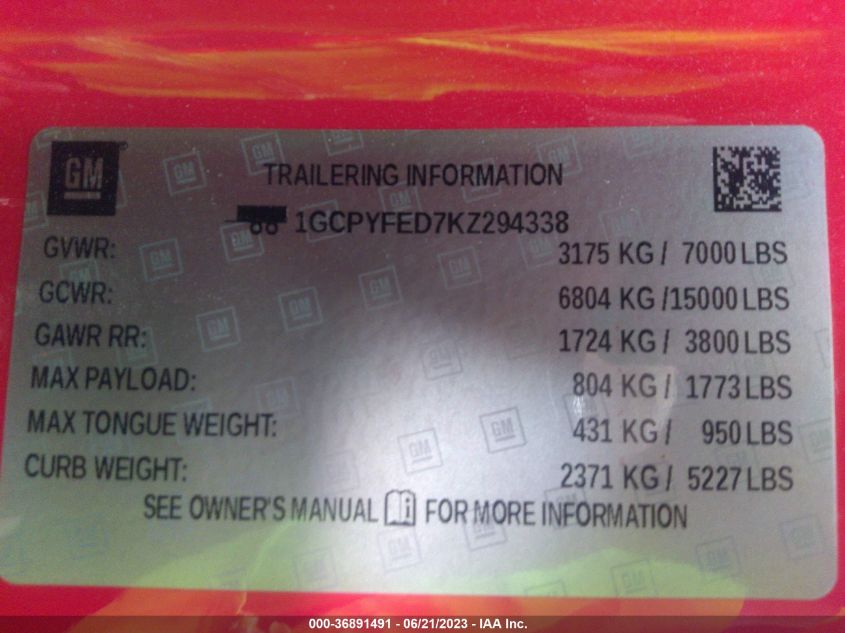 GM
TRAILERING INFORMATION
1GCPYFED7KZ294338
GVWR: 3175 KG / 7000 LBS
GCWR: 6804 KG / 15000 LBS
GAWR RR: 1724 KG / 3800 LBS
MAX PAYLOAD: 804 KG / 1773 LBS
MAX TONGUE WEIGHT: 431 KG / 950 LBS
CURB WEIGHT: 2371 KG / 5227 LBS
SEE OWNER'S MANUAL FOR MORE INFORMATION
000-36891491 - 06/21/2023 - IAA Inc.